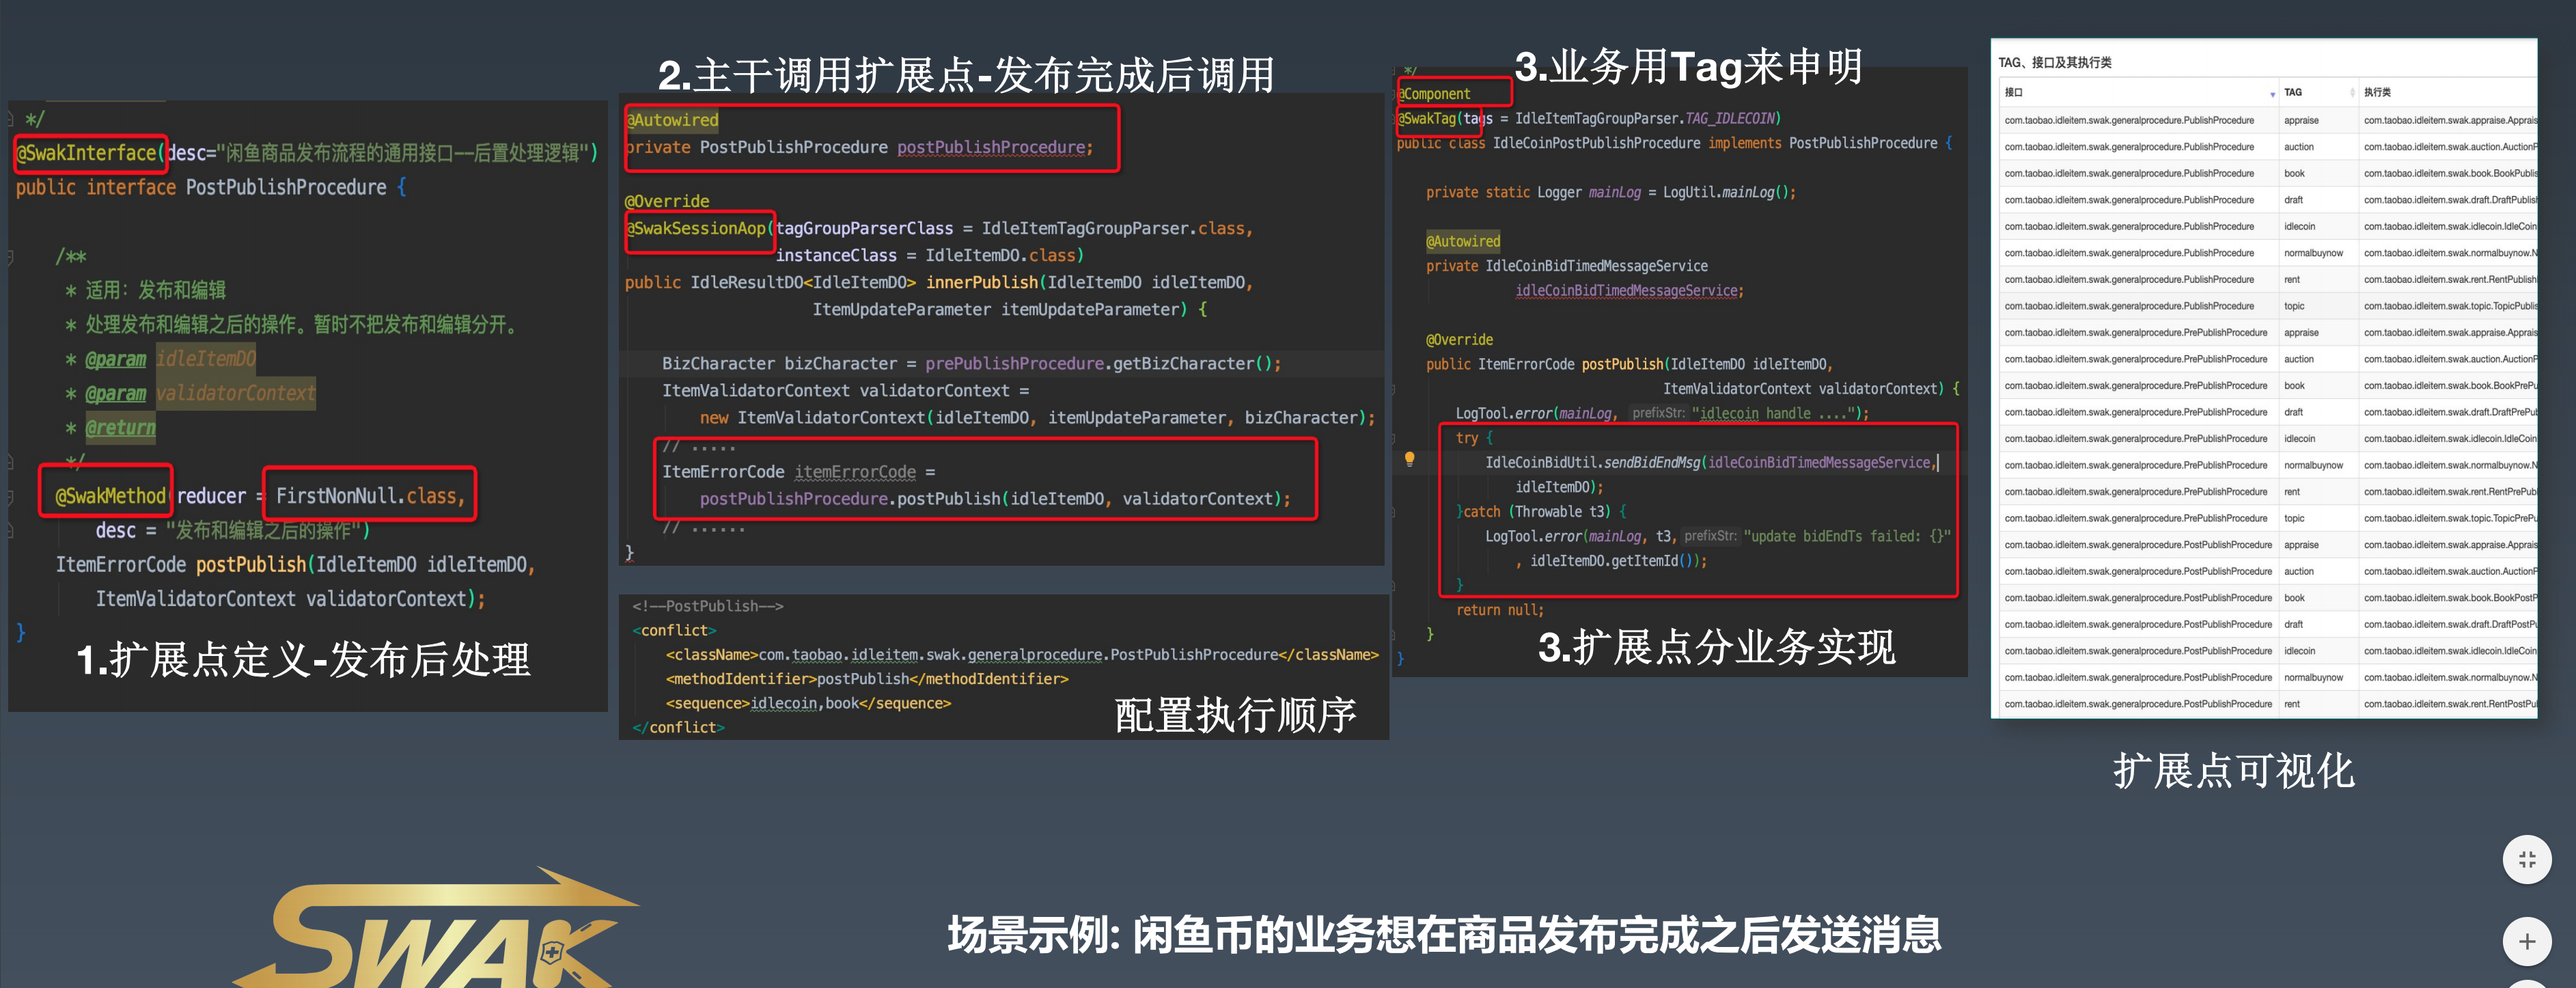 */
@SwakInterface(desc="闲鱼商品发布流程的通用接口——后置处理逻辑")
public interface PostPublishProcedure {
/**
* 适用: 发布和编辑
* 处理发布和编辑之后的操作。暂时不把发布和编辑分开。
* @param idleItemDO
* @param validatorContext
* @return
*/
@SwakMethod(reducer = FirstNonNull.class,
desc = "发布和编辑之后的操作")
ItemErrorCode postPublish(IdleItemDO idleItemDO,
ItemValidatorContext validatorContext);
}
1.扩展点定义-发布后处理
2.主干调用扩展点-发布完成后调用
@Autowired
private PostPublishProcedure postPublishProcedure;
@Override
@SwakSessionAop(tagGroupParserClass = IdleItemTagGroupParser.class,
instanceClass = IdleItemDO.class)
public IdleResultDO<IdleItemDO> innerPublish(IdleItemDO idleItemDO,
ItemUpdateParameter itemUpdateParameter) {
BizCharacter bizCharacter = prePublishProcedure.getBizCharacter();
ItemValidatorContext validatorContext =
new ItemValidatorContext(idleItemDO, itemUpdateParameter, bizCharacter);
// .....
ItemErrorCode itemErrorCode =
postPublishProcedure.postPublish(idleItemDO, validatorContext);
// ......
}
<!--PostPublish-->
<conflict>
<className>com.taobao.idleitem.swak.generalprocedure.PostPublishProcedure</className>
<methodIdentifier>postPublish</methodIdentifier>
<sequence>idlecoin,book</sequence>
</conflict>
配置执行顺序
3.业务用Tag来申明
*/
@Component
@SwakTag(tags = IdleItemTagGroupParser.TAG_IDLECOIN)
public class IdleCoinPostPublishProcedure implements PostPublishProcedure {
private static Logger mainLog = LogUtil.mainLog();
@Autowired
private IdleCoinBidTimedMessageService
idleCoinBidTimedMessageService;
@Override
public ItemErrorCode postPublish(IdleItemDO idleItemDO,
ItemValidatorContext validatorContext) {
LogTool.error(mainLog, prefixStr: "idlecoin handle ....");
try {
IdleCoinBidUtil.sendBidEndMsg(idleCoinBidTimedMessageService,
idleItemDO);
}catch (Throwable t3) {
LogTool.error(mainLog, t3, prefixStr: "update bidEndTs failed: {}"
, idleItemDO.getItemId());
}
return null;
}
}
3.扩展点分业务实现
TAG、接口及其执行类
接口 TAG 执行类
com.taobao.idleitem.swak.generalprocedure.PublishProcedure appraise com.taobao.idleitem.swak.appraise.Apprais
com.taobao.idleitem.swak.generalprocedure.PublishProcedure auction com.taobao.idleitem.swak.auction.AuctionP
com.taobao.idleitem.swak.generalprocedure.PublishProcedure book com.taobao.idleitem.swak.book.BookPublis
com.taobao.idleitem.swak.generalprocedure.PublishProcedure draft com.taobao.idleitem.swak.draft.DraftPublish
com.taobao.idleitem.swak.generalprocedure.PublishProcedure idlecoin com.taobao.idleitem.swak.idlecoin.IdleCoin
com.taobao.idleitem.swak.generalprocedure.PublishProcedure normalbuynow com.taobao.idleitem.swak.normalbuynow.N
com.taobao.idleitem.swak.generalprocedure.PublishProcedure rent com.taobao.idleitem.swak.rent.RentPublish
com.taobao.idleitem.swak.generalprocedure.PublishProcedure topic com.taobao.idleitem.swak.topic.TopicPublis
com.taobao.idleitem.swak.generalprocedure.PrePublishProcedure appraise com.taobao.idleitem.swak.appraise.Apprais
com.taobao.idleitem.swak.generalprocedure.PrePublishProcedure auction com.taobao.idleitem.swak.auction.AuctionP
com.taobao.idleitem.swak.generalprocedure.PrePublishProcedure book com.taobao.idleitem.swak.book.BookPrePu
com.taobao.idleitem.swak.generalprocedure.PrePublishProcedure draft com.taobao.idleitem.swak.draft.DraftPrePub
com.taobao.idleitem.swak.generalprocedure.PrePublishProcedure idlecoin com.taobao.idleitem.swak.idlecoin.IdleCoin
com.taobao.idleitem.swak.generalprocedure.PrePublishProcedure normalbuynow com.taobao.idleitem.swak.normalbuynow.N
com.taobao.idleitem.swak.generalprocedure.PrePublishProcedure rent com.taobao.idleitem.swak.rent.RentPrePub
com.taobao.idleitem.swak.generalprocedure.PrePublishProcedure topic com.taobao.idleitem.swak.topic.TopicPrePu
com.taobao.idleitem.swak.generalprocedure.PostPublishProcedure appraise com.taobao.idleitem.swak.appraise.Apprais
com.taobao.idleitem.swak.generalprocedure.PostPublishProcedure auction com.taobao.idleitem.swak.auction.AuctionP
com.taobao.idleitem.swak.generalprocedure.PostPublishProcedure book com.taobao.idleitem.swak.book.BookPostP
com.taobao.idleitem.swak.generalprocedure.PostPublishProcedure draft com.taobao.idleitem.swak.draft.DraftPostPu
com.taobao.idleitem.swak.generalprocedure.PostPublishProcedure idlecoin com.taobao.idleitem.swak.idlecoin.IdleCoin
com.taobao.idleitem.swak.generalprocedure.PostPublishProcedure normalbuynow com.taobao.idleitem.swak.normalbuynow.N
com.taobao.idleitem.swak.generalprocedure.PostPublishProcedure rent com.taobao.idleitem.swak.rent.RentPostPul
扩展点可视化
SWAK
场景示例: 闲鱼币的业务想在商品发布完成之后发送消息